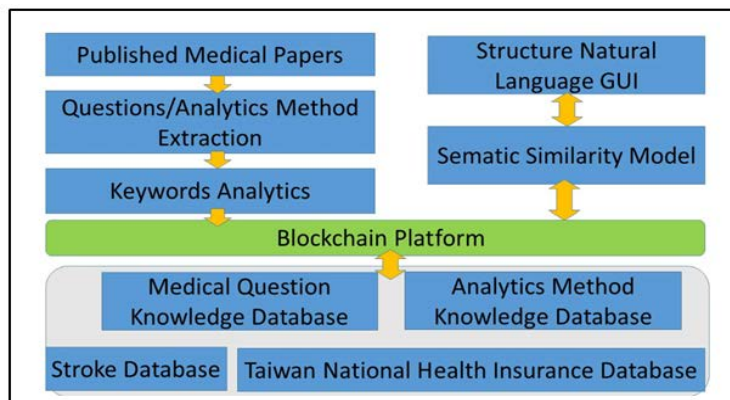 Published Medical Papers
Questions/Analytics Method
Extraction
Keywords Analytics
Structure Natural
Language GUI
Sematic Similarity Model
Blockchain Platform
Medical Question
Knowledge Database
Analytics Method
Knowledge Database
Stroke Database
Taiwan National Health Insurance Database